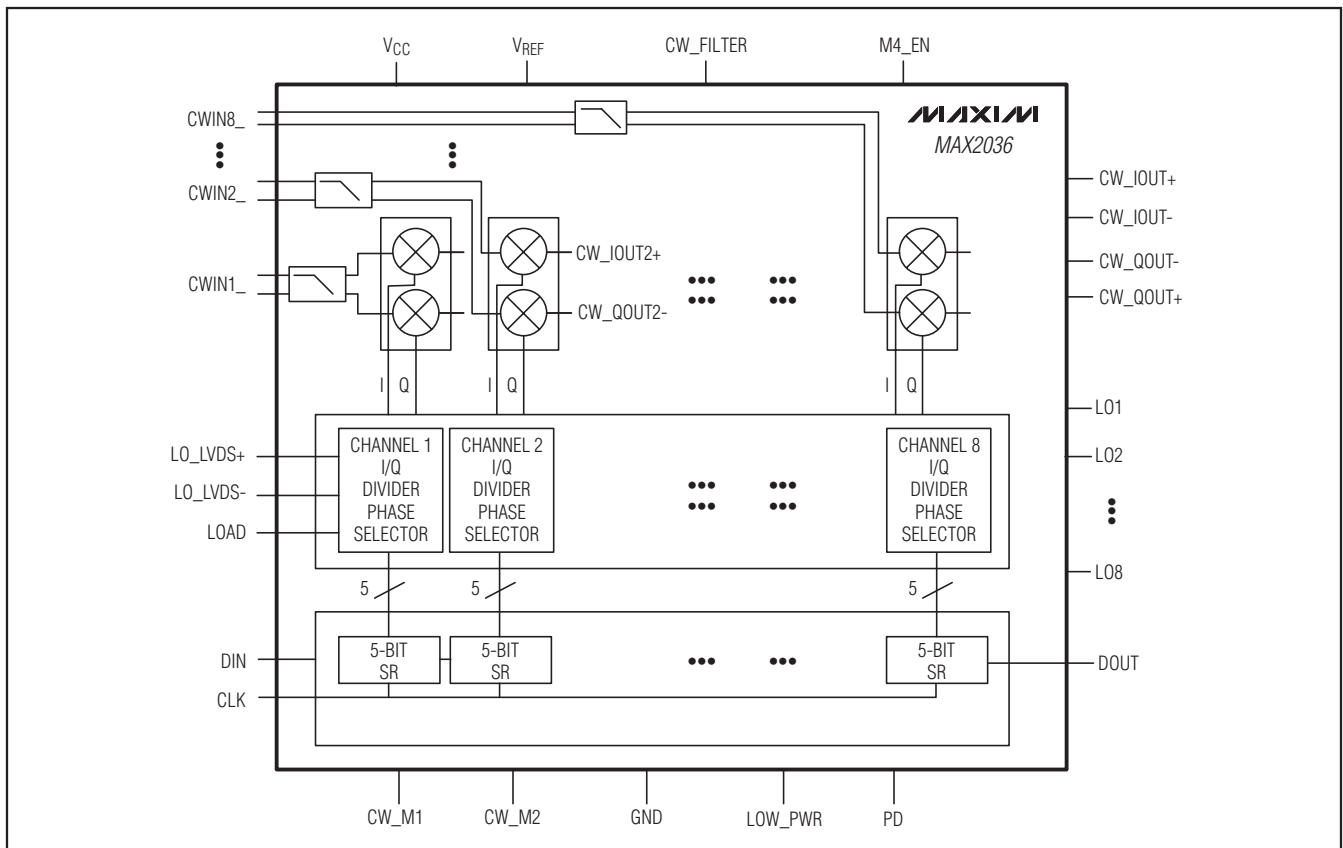 VCC
VREF
CW_FILTER
M4_EN
CWIN8_
MAXIM
MAX2036
CWIN2_
CWIN1_
CW_IOUT2+
CW_QOUT2-
CW_IOUT+
CW_IOUT-
CW_QOUT-
CW_QOUT+
I Q
I Q
I Q
LO_LVDS+
LO_LVDS-
LOAD
CHANNEL 1
I/Q
DIVIDER
PHASE
SELECTOR
CHANNEL 2
I/Q
DIVIDER
PHASE
SELECTOR
CHANNEL 8
I/Q
DIVIDER
PHASE
SELECTOR
LO1
LO2
LO8
5
5
5
DIN
CLK
5-BIT
SR
5-BIT
SR
5-BIT
SR
DOUT
CW_M1
CW_M2
GND
LOW_PWR
PD